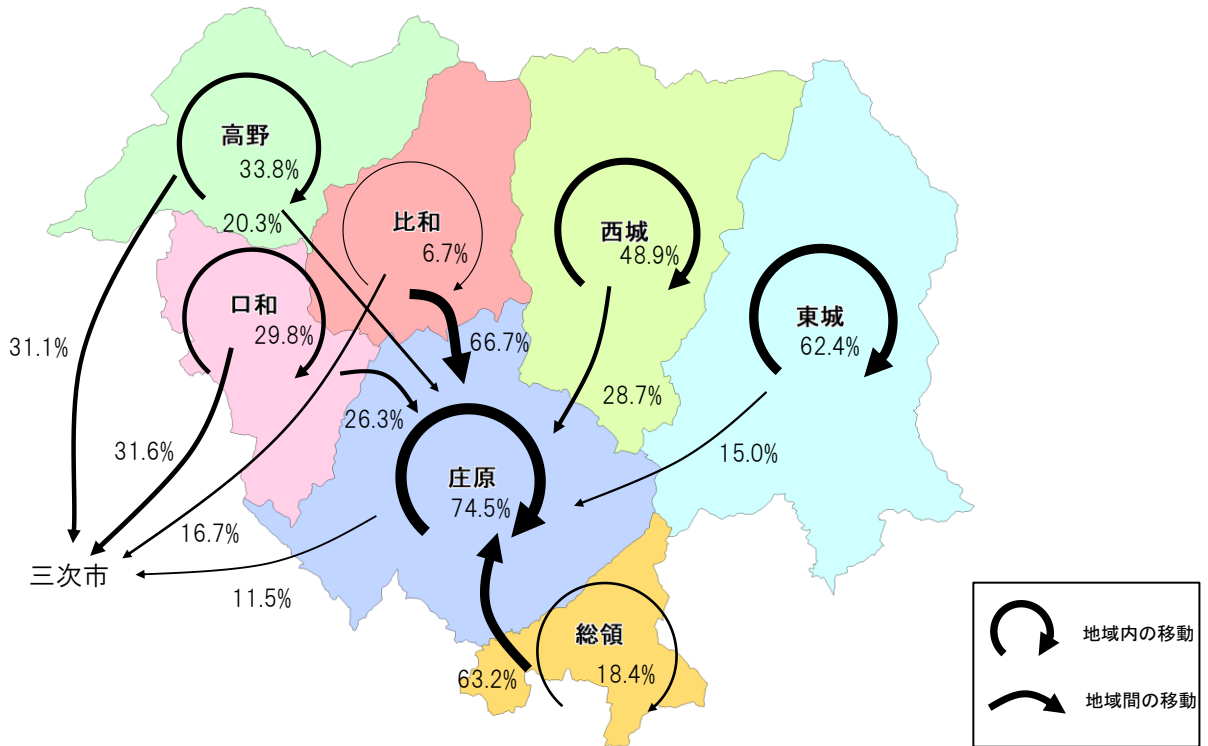 高野
33.8%
20.3%
比和
6.7%
西城
48.9%
口和
29.8%
東城
62.4%
31.1%
66.7%
28.7%
26.3%
31.6%
15.0%
庄原
74.5%
16.7%
三次市
11.5%
総領
18.4%
63.2%
地域内の移動
地域間の移動